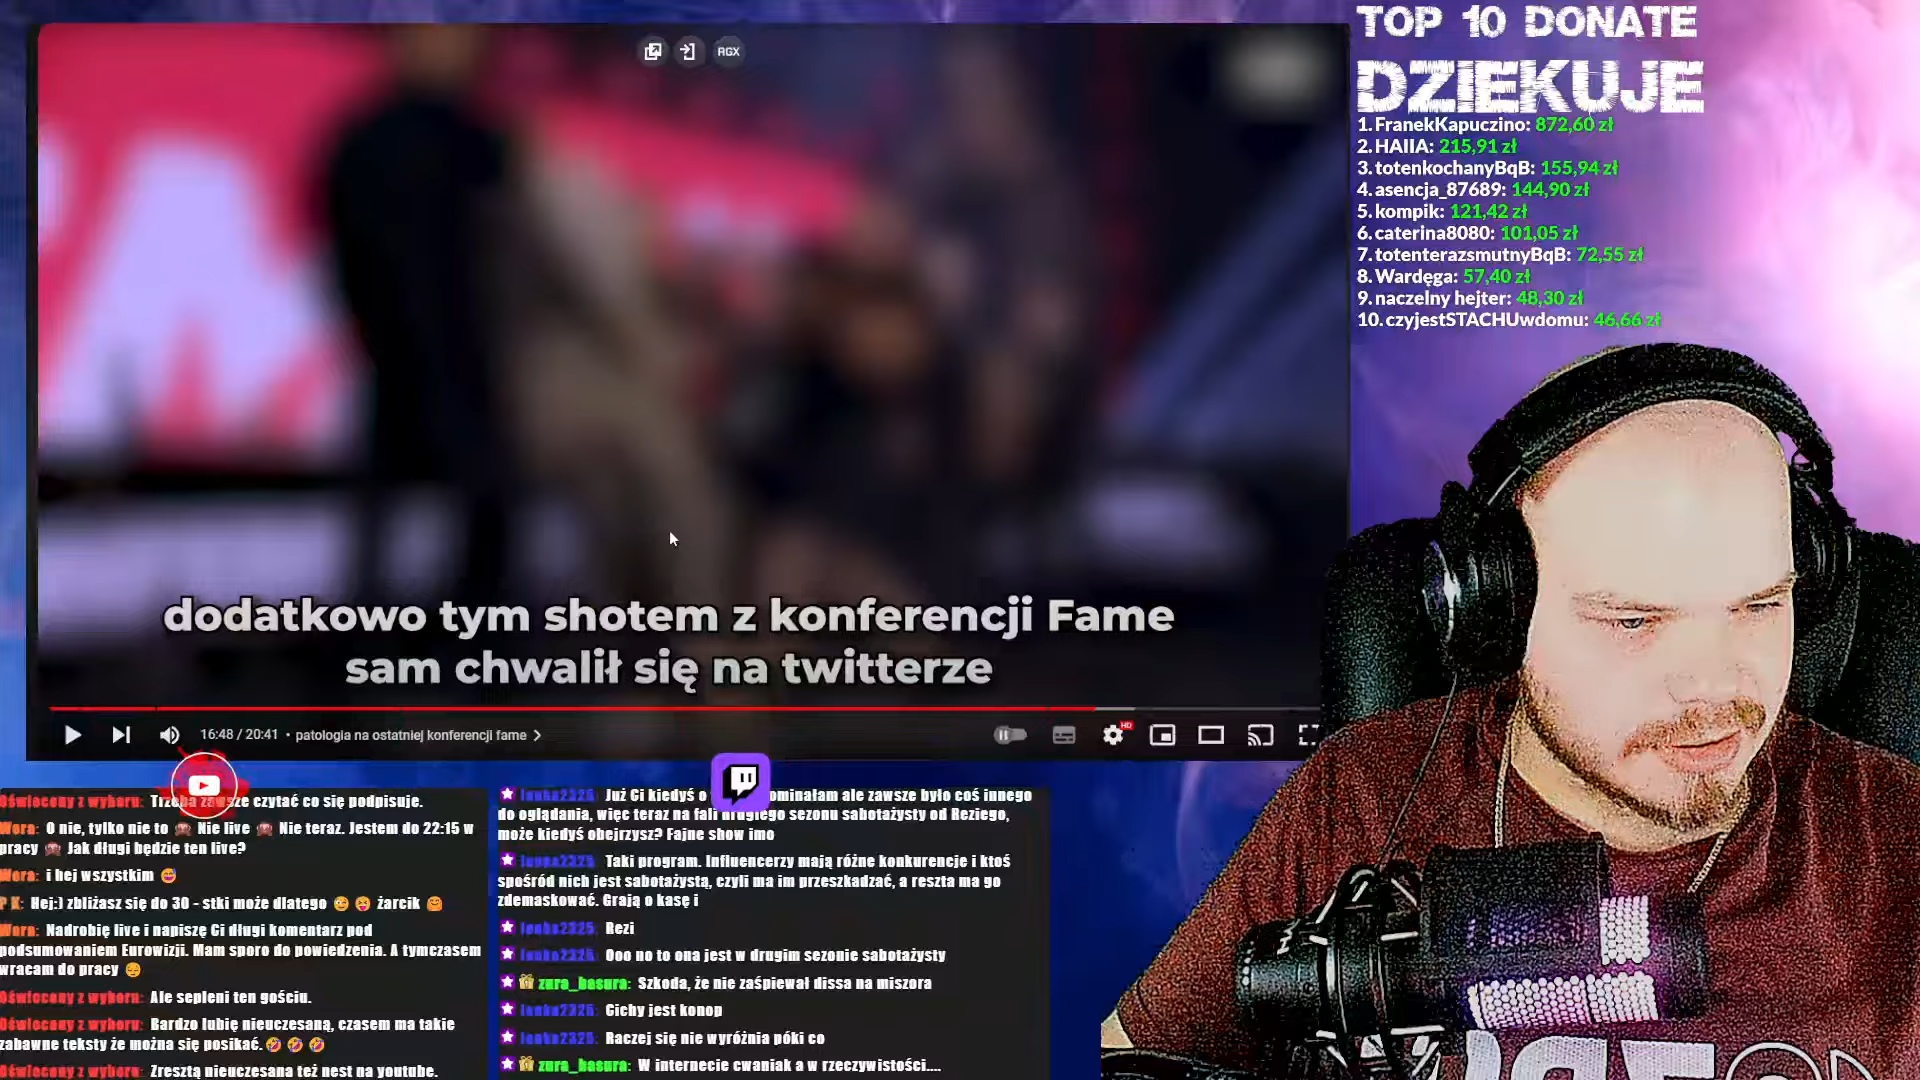 RGX
dodatkowo tym shotem z konferencji Fame
sam chwalił się na twitterze
16:48 / 20:41 • patologia na ostatniej konferencji fame
HD
TOP 10 DONATE
DZIEKUJE
1. FranekKapuczino: 872,60 zł
2. HAIIA: 215,91 zł
3. totenkochanyBqB: 155,94 zł
4. asencja_87689: 144,90 zł
5. kompik: 121,42 zł
6. caterina8080: 101,05 zł
7. totenterazsmutnyBqB: 72,55 zł
8. Wardęga: 57,40 zł
9. naczelny hejter: 48,30 zł
10. czyjestSTACHUwdomu: 46,66 zł
Oświecony z wyboru: Trzeba zawsze czytać co się podpisuje.
Wora: O nie, tylko nie to 🙈 Nie live 🙈 Nie teraz. Jestem do 22:15 w
pracy 🙈 Jak długi będzie ten live?
Wora: i hej wszystkim 😅
P K: Hej:) zbliżasz się do 30 - stki może dlatego 😏 😝 żarcik 🤗
Wora: Nadrobię live i napiszę Ci długi komentarz pod
podsumowaniem Eurowizji. Mam sporo do powiedzenia. A tymczasem
wracam do pracy 😔
Oświecony z wyboru: Ale sepleni ten gościu.
Oświecony z wyboru: Bardzo lubię nieuczesaną, czasem ma takie
zabawne teksty że można się posikać. 🤣 🤣 🤣
Oświecony z wyboru: Zresztą nieuczesana też nest na youtube.
Już Ci kiedyś o ominałam ale zawsze było coś innego
do oglądania, więc teraz na fali drugiego sezonu sabotażysty od Reziego,
może kiedyś obejrzysz? Fajne show imo
Taki program. Influencerzy mają różne konkurencje i ktoś
spośród nich jest sabotażystą, czyli ma im przeszkadzać, a reszta ma go
zdemaskować. Grają o kasę i
Rezi
Ooo no to ona jest w drugim sezonie sabotażysty
zura_basura: Szkoda, że nie zaśpiewał dissa na miszora
Cichy jest konop
Raczej się nie wyróżnia póki co
zura_basura: W internecie cwaniak a w rzeczywistości....